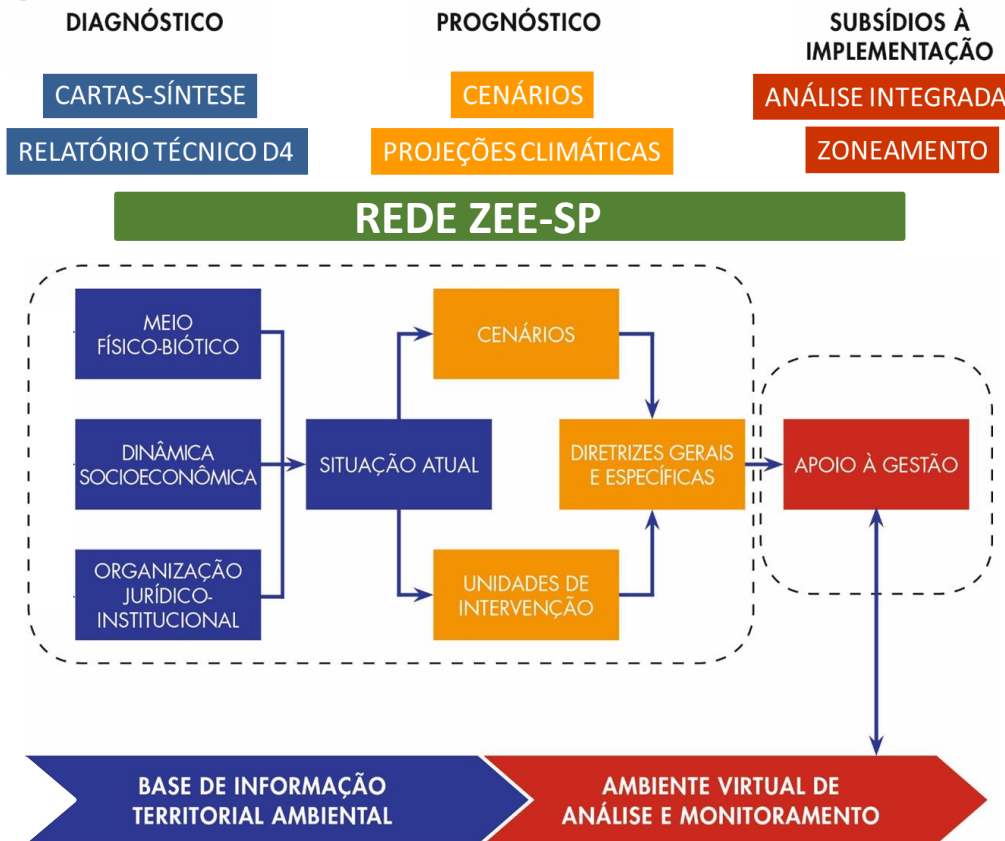 DIAGNÓSTICO
PROGNÓSTICO
SUBSÍDIOS À
IMPLEMENTAÇÃO
CARTAS-SÍNTESE
CENÁRIOS
ANÁLISE INTEGRADA
RELATÓRIO TÉCNICO D4
PROJEÇÕES CLIMÁTICAS
ZONEAMENTO
REDE ZEE-SP
MEIO
FÍSICO-BIÓTICO
CENÁRIOS
DINÂMICA
SOCIOECONÔMICA
SITUAÇÃO ATUAL
DIRETRIZES GERAIS
E ESPECÍFICAS
APOIO À GESTÃO
ORGANIZAÇÃO
JURÍDICO-
INSTITUCIONAL
UNIDADES DE
INTERVENÇÃO
BASE DE INFORMAÇÃO
TERRITORIAL AMBIENTAL
AMBIENTE VIRTUAL DE
ANÁLISE E MONITORAMENTO